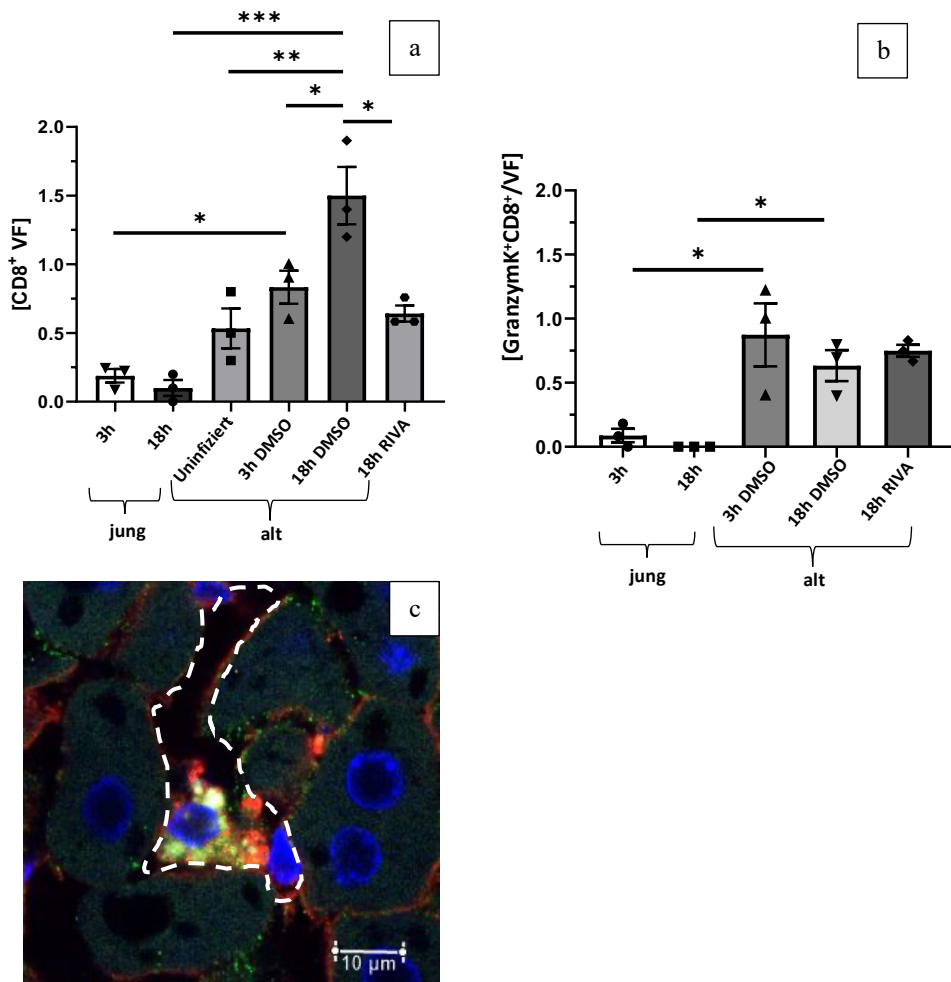 ***
a
**
*
*
*
[CD8⁺ VF]
2.0
1.5
1.0
0.5
0.0
3h
18h
Uninfiziert
3h DMSO
18h DMSO
18h RIVA
jung
alt
b
[GranzymK⁺CD8⁺/VF]
2.0
1.5
1.0
0.5
0.0
*
*
3h
18h
3h DMSO
18h DMSO
18h RIVA
jung
alt
c
10 µm